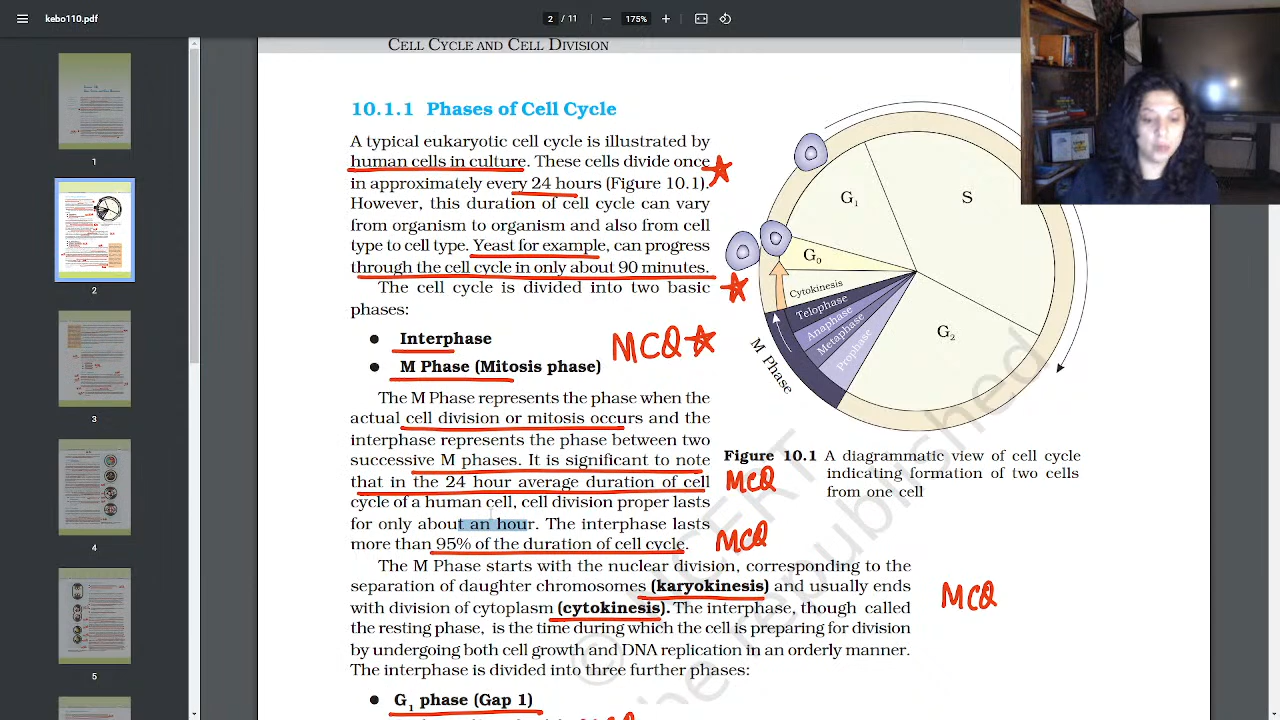 kebo110.pdf
2 / 11
175%
CELL CYCLE AND CELL DIVISION
10.1.1 Phases of Cell Cycle
A typical eukaryotic cell cycle is illustrated by
human cells in culture. These cells divide once
in approximately every 24 hours (Figure 10.1).
However, this duration of cell cycle can vary
from organism to organism and also from cell
type to cell type. Yeast for example, can progress
through the cell cycle in only about 90 minutes.
The cell cycle is divided into two basic
phases:
● Interphase
● M Phase (Mitosis phase)
MCQ
The M Phase represents the phase when the
actual cell division or mitosis occurs and the
interphase represents the phase between two
successive M phases. It is significant to note
that in the 24 hour average duration of cell
cycle of a human cell, cell division proper lasts
for only about an hour. The interphase lasts
more than 95% of the duration of cell cycle.
MCQ
MCQ
G1
S
G0
Cytokinesis
Telophase
Anaphase
Metaphase
Prophase
G2
M Phase
Figure 10.1 A diagrammatic view of cell cycle
indicating formation of two cells
from one cell
The M Phase starts with the nuclear division, corresponding to the
separation of daughter chromosomes (karyokinesis) and usually ends
with division of cytoplasm (cytokinesis). The interphase, though called
the resting phase, is the time during which the cell is preparing for division
by undergoing both cell growth and DNA replication in an orderly manner.
The interphase is divided into three further phases:
MCQ
● G1 phase (Gap 1)
© NCERT
be republished
1
2
3
4
5